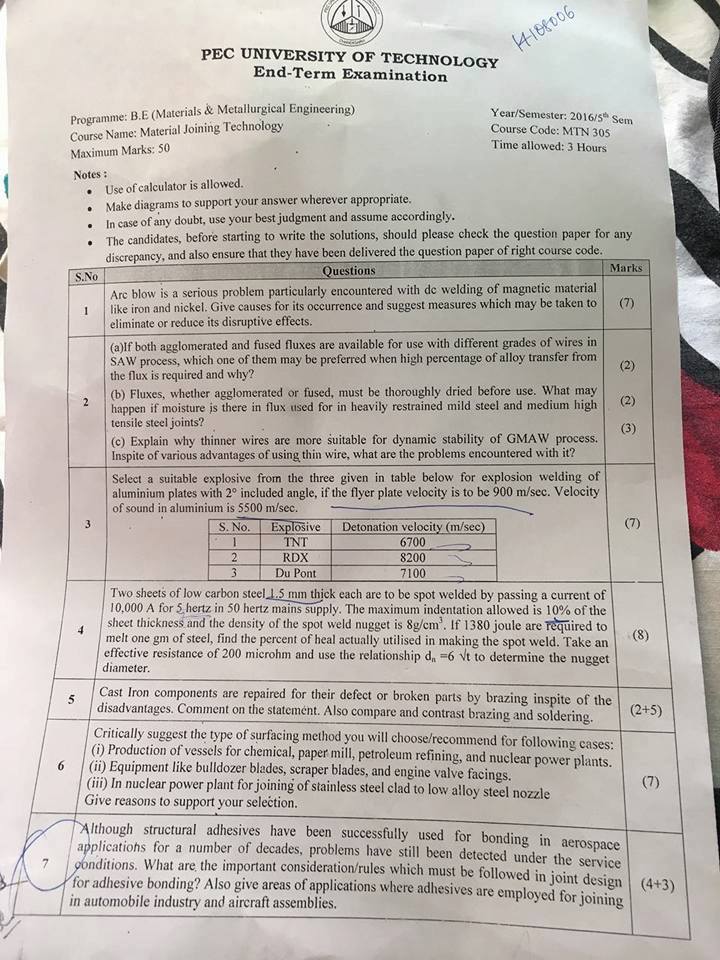 14108006
PEC UNIVERSITY OF TECHNOLOGY
End-Term Examination
Programme: B.E (Materials & Metallurgical Engineering)
Course Name: Material Joining Technology
Maximum Marks: 50
Year/Semester: 2016/5th Sem
Course Code: MTN 305
Time allowed: 3 Hours
Notes :
• Use of calculator is allowed.
• Make diagrams to support your answer wherever appropriate.
• In case of any doubt, use your best judgment and assume accordingly.
• The candidates, before starting to write the solutions, should please check the question paper for any
discrepancy, and also ensure that they have been delivered the question paper of right course code.
S.No Questions Marks
1
Arc blow is a serious problem particularly encountered with dc welding of magnetic material
like iron and nickel. Give causes for its occurrence and suggest measures which may be taken to
eliminate or reduce its disruptive effects.
(7)
2
(a)If both agglomerated and fused fluxes are available for use with different grades of wires in
SAW process, which one of them may be preferred when high percentage of alloy transfer from
the flux is required and why?
(2)
(b) Fluxes, whether agglomerated or fused, must be thoroughly dried before use. What may
happen if moisture is there in flux used for in heavily restrained mild steel and medium high
tensile steel joints?
(2)
(c) Explain why thinner wires are more suitable for dynamic stability of GMAW process.
Inspite of various advantages of using thin wire, what are the problems encountered with it?
(3)
3
Select a suitable explosive from the three given in table below for explosion welding of
aluminium plates with 2° included angle, if the flyer plate velocity is to be 900 m/sec. Velocity
of sound in aluminium is 5500 m/sec.
S. No. Explosive Detonation velocity (m/sec)
1 TNT 6700
2 RDX 8200
3 Du Pont 7100
(7)
4
Two sheets of low carbon steel 1.5 mm thick each are to be spot welded by passing a current of
10,000 A for 5 hertz in 50 hertz mains supply. The maximum indentation allowed is 10% of the
sheet thickness and the density of the spot weld nugget is 8g/cm³. If 1380 joule are required to
melt one gm of steel, find the percent of heal actually utilised in making the spot weld. Take an
effective resistance of 200 microhm and use the relationship dn =6 √t to determine the nugget
diameter.
(8)
5
Cast Iron components are repaired for their defect or broken parts by brazing inspite of the
disadvantages. Comment on the statement. Also compare and contrast brazing and soldering.
(2+5)
6
Critically suggest the type of surfacing method you will choose/recommend for following cases:
(i) Production of vessels for chemical, paper mill, petroleum refining, and nuclear power plants.
(ii) Equipment like bulldozer blades, scraper blades, and engine valve facings.
(iii) In nuclear power plant for joining of stainless steel clad to low alloy steel nozzle
Give reasons to support your selection.
(7)
7
Although structural adhesives have been successfully used for bonding in aerospace
applications for a number of decades, problems have still been detected under the service
conditions. What are the important consideration/rules which must be followed in joint design
for adhesive bonding? Also give areas of applications where adhesives are employed for joining
in automobile industry and aircraft assemblies.
(4+3)